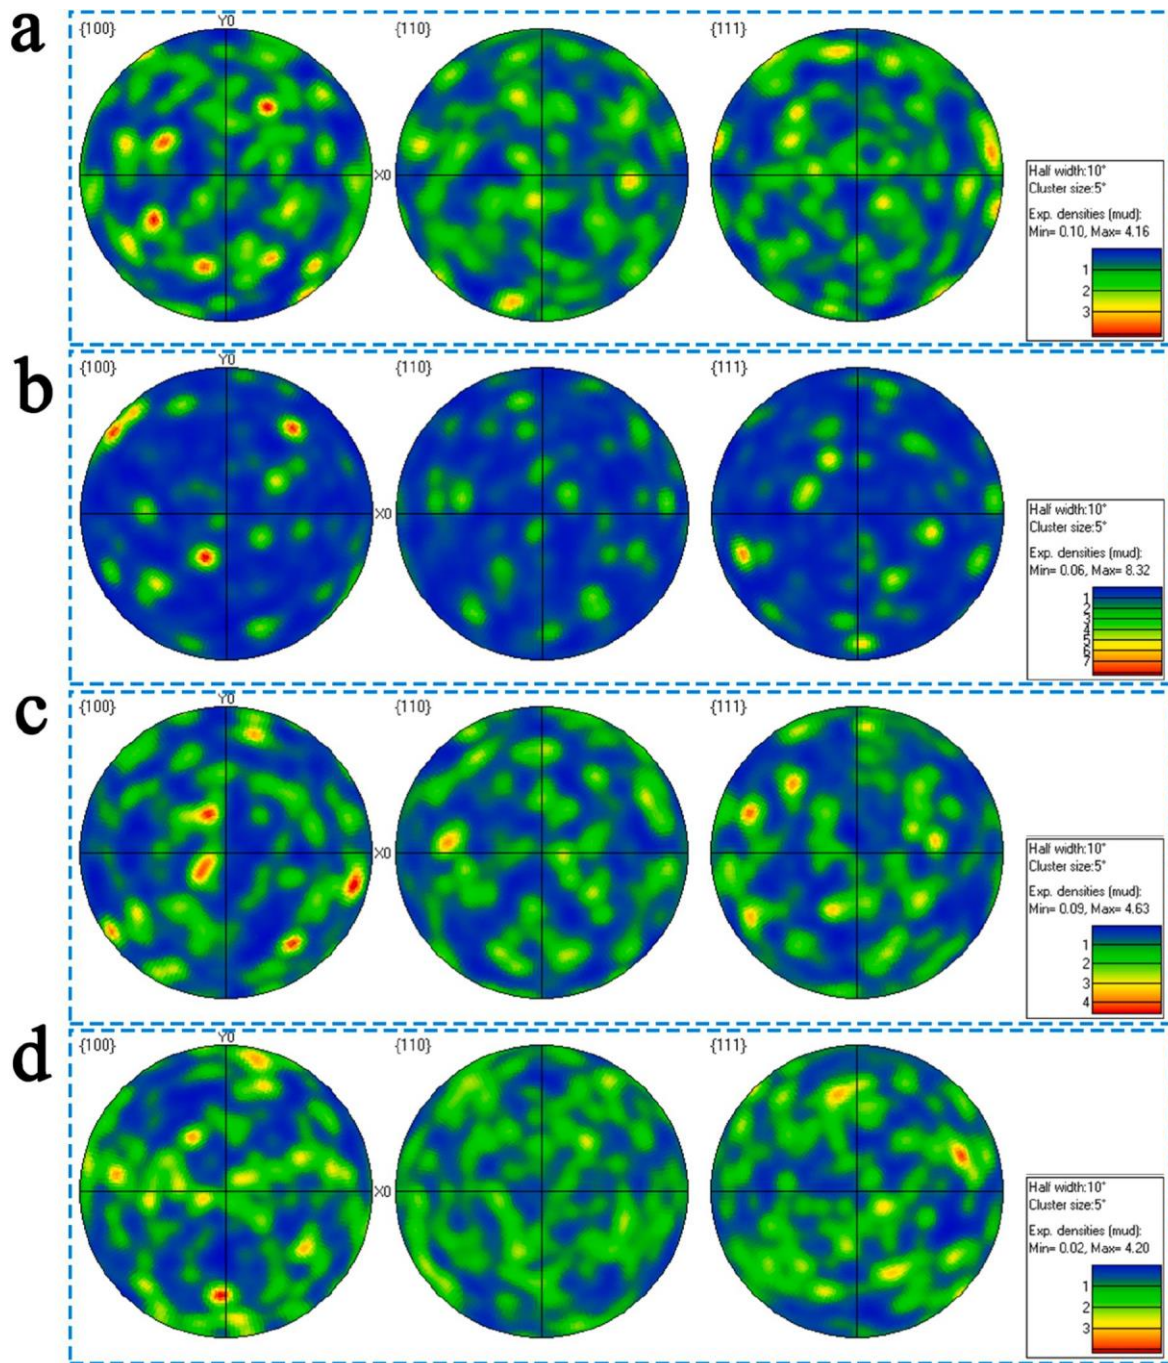 a
{100}
Y0
{110}
{111}
X0
Half width:10°
Cluster size:5°
Exp. densities (mud):
Min= 0.10, Max= 4.16
1
2
3
b
{100}
Y0
{110}
{111}
X0
Half width:10°
Cluster size:5°
Exp. densities (mud):
Min= 0.06, Max= 8.32
1
2
3
4
5
6
7
c
{100}
Y0
{110}
{111}
X0
Half width:10°
Cluster size:5°
Exp. densities (mud):
Min= 0.09, Max= 4.63
1
2
3
4
d
{100}
Y0
{110}
{111}
X0
Half width:10°
Cluster size:5°
Exp. densities (mud):
Min= 0.02, Max= 4.20
1
2
3